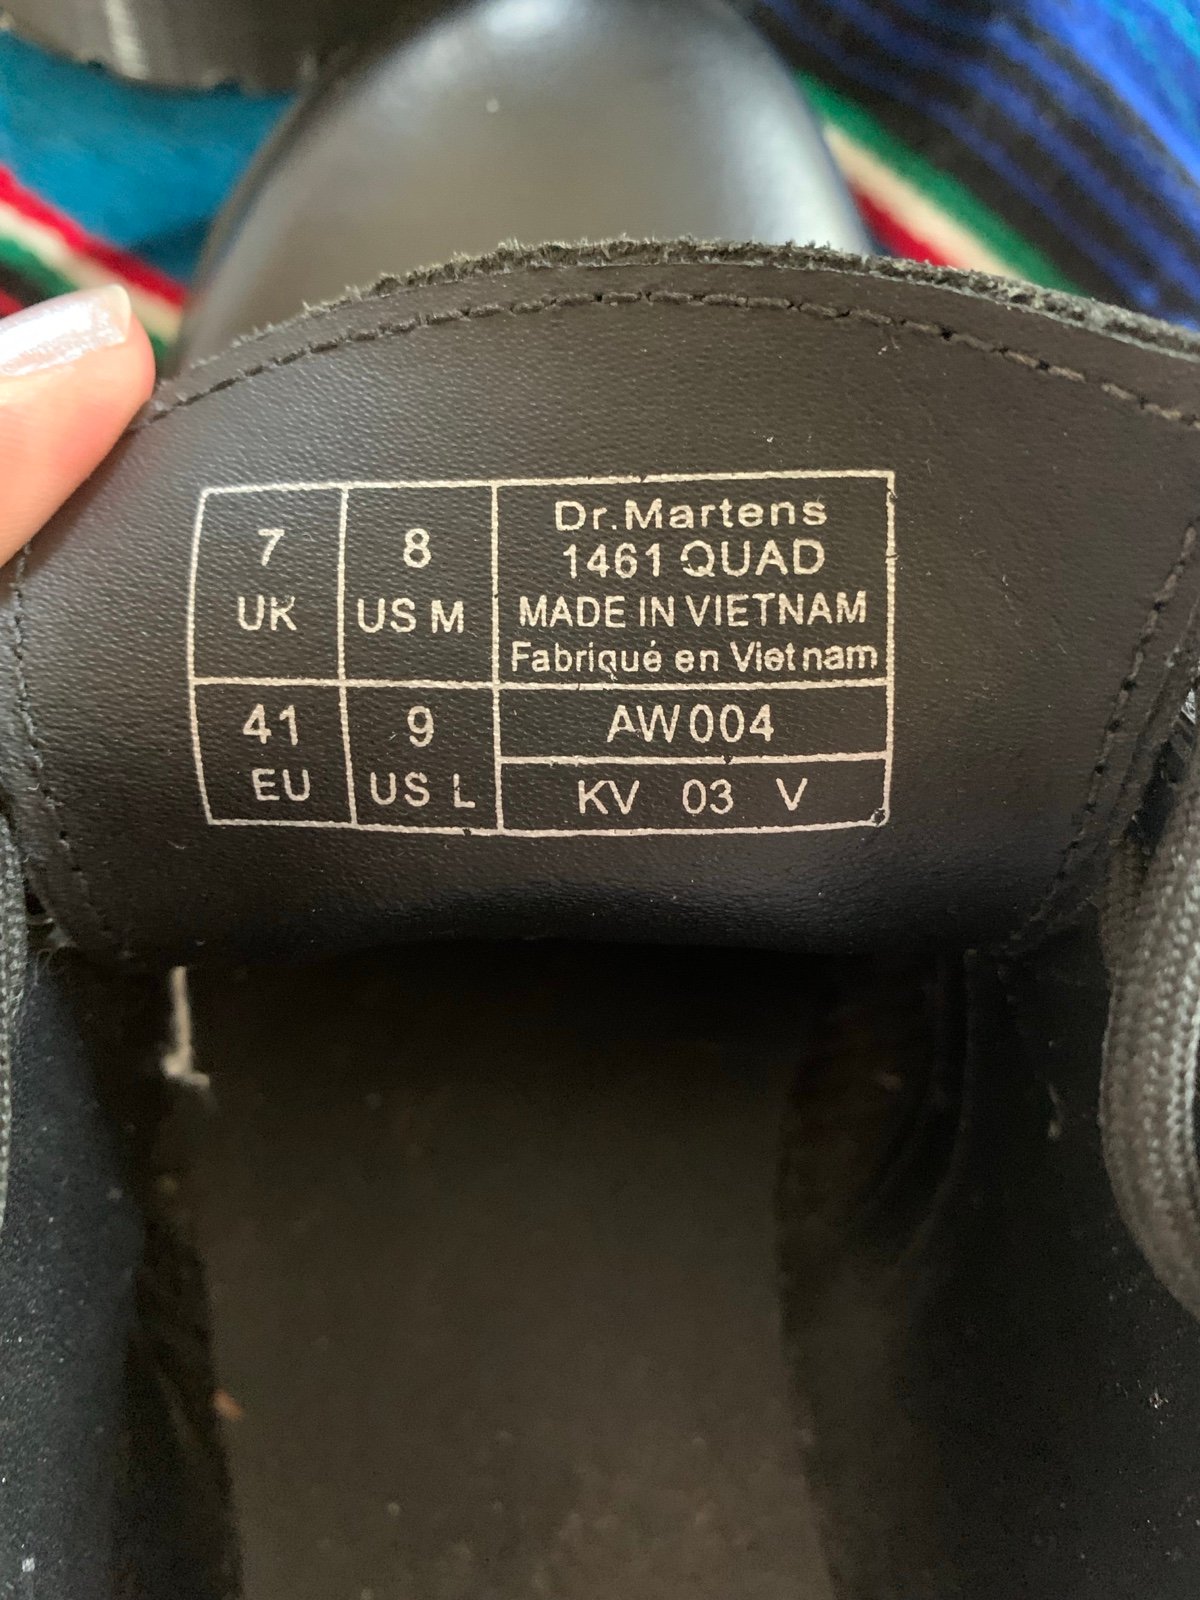 7
UK
8
US M
Dr.Martens
1461 QUAD
MADE IN VIETNAM
Fabriqué en Vietnam
41
EU
9
US L
AW004
KV 03 V